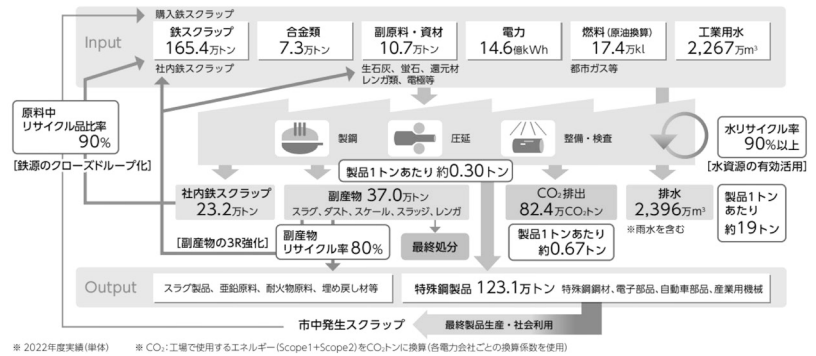 購入鉄スクラップ
Input
鉄スクラップ
165.4万トン
合金類
7.3万トン
副原料・資材
10.7万トン
電力
14.6億kWh
燃料(原油換算)
17.4万kl
工業用水
2,267万m³
社内鉄スクラップ
生石灰、蛍石、還元材
レンガ類、電極等
都市ガス等
原料中
リサイクル品比率
90%
[鉄源のクローズドループ化]
製鋼
圧延
整備・検査
水リサイクル率
90%以上
[水資源の有効活用]
製品1トンあたり 約0.30トン
社内鉄スクラップ
23.2万トン
副産物 37.0万トン
スラグ、ダスト、スケール、スラッジ、レンガ
CO₂排出
82.4万CO₂トン
排水
2,396万m³
※雨水を含む
製品1トン
あたり
約19トン
[副産物の3R強化]
副産物
リサイクル率 80%
最終処分
製品1トンあたり
約0.67トン
Output
スラグ製品、亜鉛原料、耐火物原料、埋め戻し材等
特殊鋼製品 123.1万トン 特殊鋼鋼材、電子部品、自動車部品、産業用機械
市中発生スクラップ
最終製品生産・社会利用
※ 2022年度実績(単体)
※ CO₂:工場で使用するエネルギー(Scope1+Scope2)をCO₂トンに換算(各電力会社ごとの換算係数を使用)